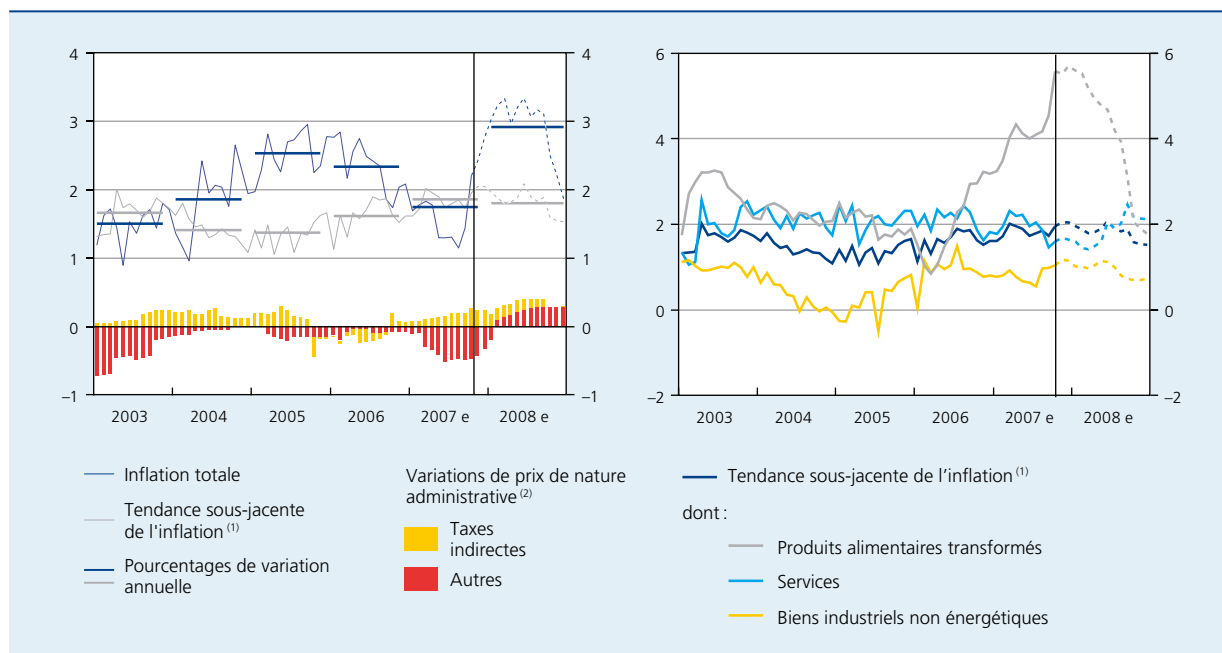 4
3
2
1
0
–1
4
3
2
1
0
–1
2003 2004 2005 2006 2007 e 2008 e
Inflation totale
Tendance sous-jacente
de l'inflation (1)
Pourcentages de variation
annuelle
Variations de prix de nature
administrative (2)
Taxes
indirectes
Autres
6
4
2
0
–2
6
4
2
0
–2
2003 2004 2005 2006 2007 e 2008 e
Tendance sous-jacente de l’inflation (1)
dont :
Produits alimentaires transformés
Services
Biens industriels non énergétiques